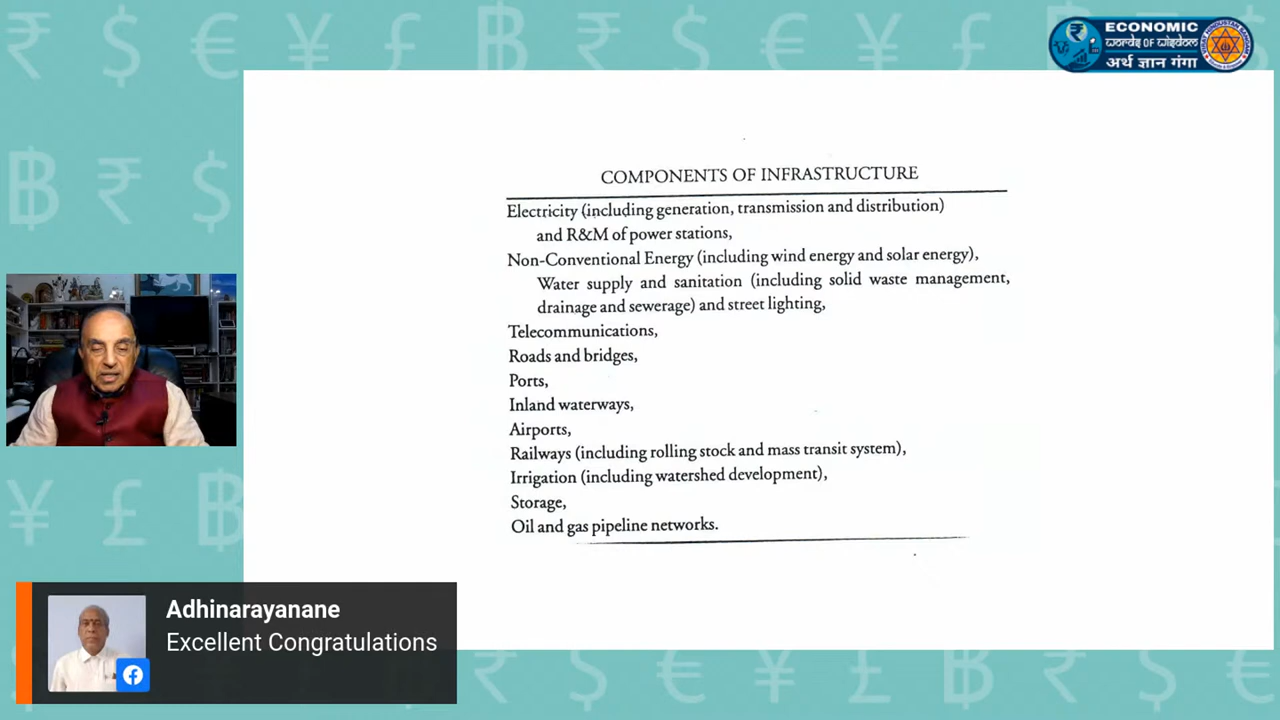 ECONOMIC
WORDS OF WISDOM
अर्थ ज्ञान गंगा
COMPONENTS OF INFRASTRUCTURE
Electricity (including generation, transmission and distribution)
and R&M of power stations,
Non-Conventional Energy (including wind energy and solar energy),
Water supply and sanitation (including solid waste management,
drainage and sewerage) and street lighting,
Telecommunications,
Roads and bridges,
Ports,
Inland waterways,
Airports,
Railways (including rolling stock and mass transit system),
Irrigation (including watershed development),
Storage,
Oil and gas pipeline networks.
Adhinarayanane
Excellent Congratulations